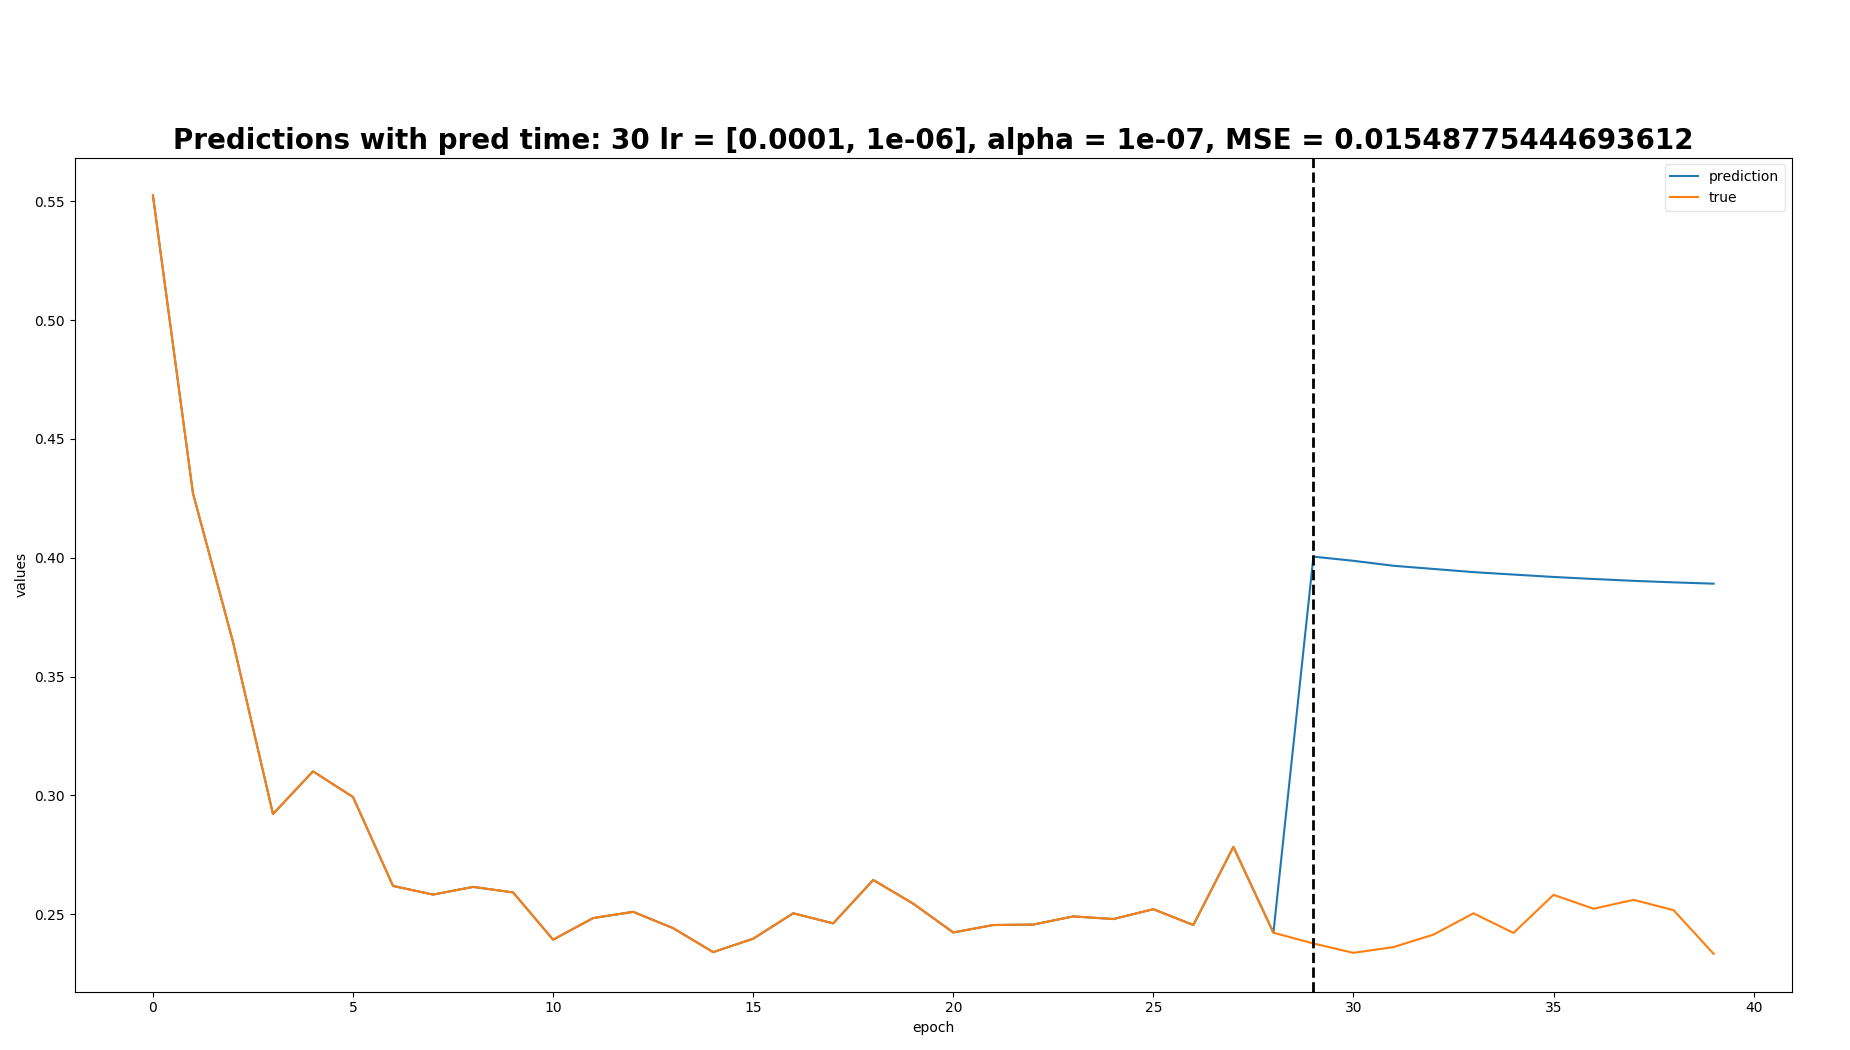 Predictions with pred time: 30 lr = [0.0001, 1e-06], alpha = 1e-07, MSE = 0.01548775444693612
prediction
true
0.55
0.50
0.45
0.40
0.35
0.30
0.25
values
0 5 10 15 20 25 30 35 40
epoch